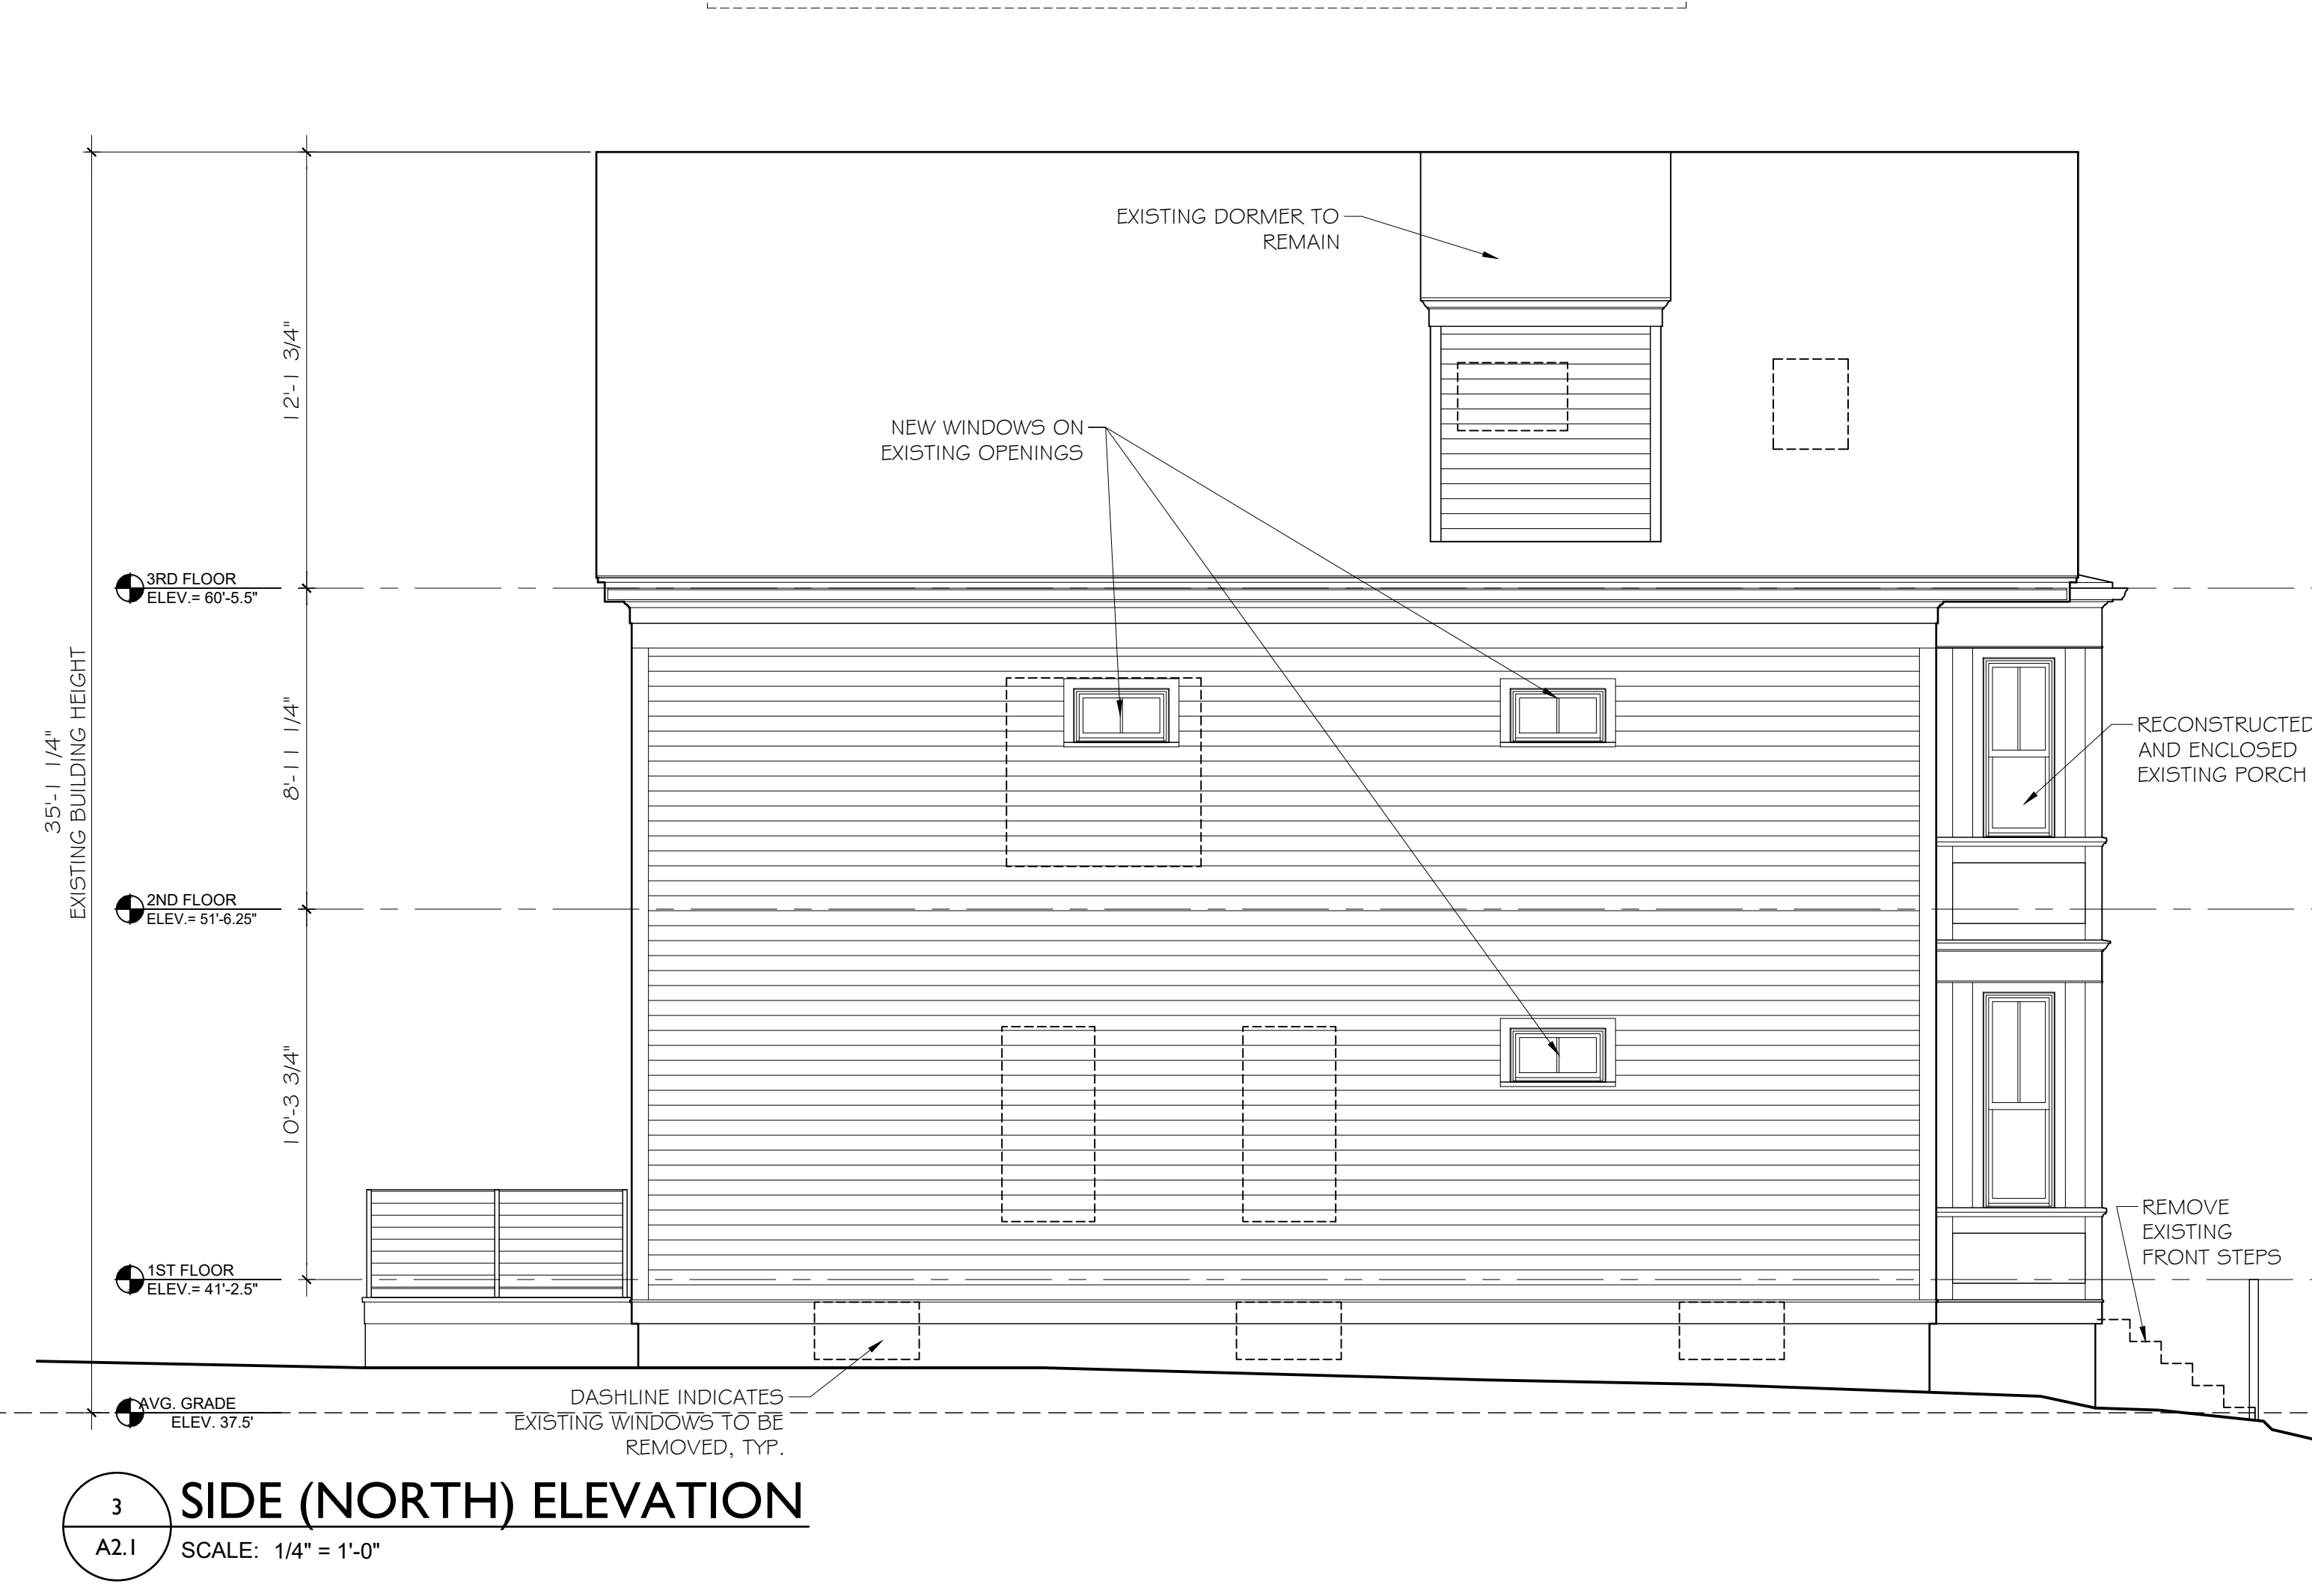 EXISTING DORMER TO
REMAIN
12'-1 3/4"
NEW WINDOWS ON
EXISTING OPENINGS
3RD FLOOR
ELEV.= 60'-5.5"
35'-1 1/4"
EXISTING BUILDING HEIGHT
8'-11 1/4"
RECONSTRUCTED
AND ENCLOSED
EXISTING PORCH
2ND FLOOR
ELEV.= 51'-6.25"
10'-3 3/4"
REMOVE
EXISTING
FRONT STEPS
1ST FLOOR
ELEV.= 41'-2.5"
AVG. GRADE
ELEV. 37.5'
DASHLINE INDICATES
EXISTING WINDOWS TO BE
REMOVED, TYP.
3
A2.1
SIDE (NORTH) ELEVATION
SCALE: 1/4" = 1'-0"